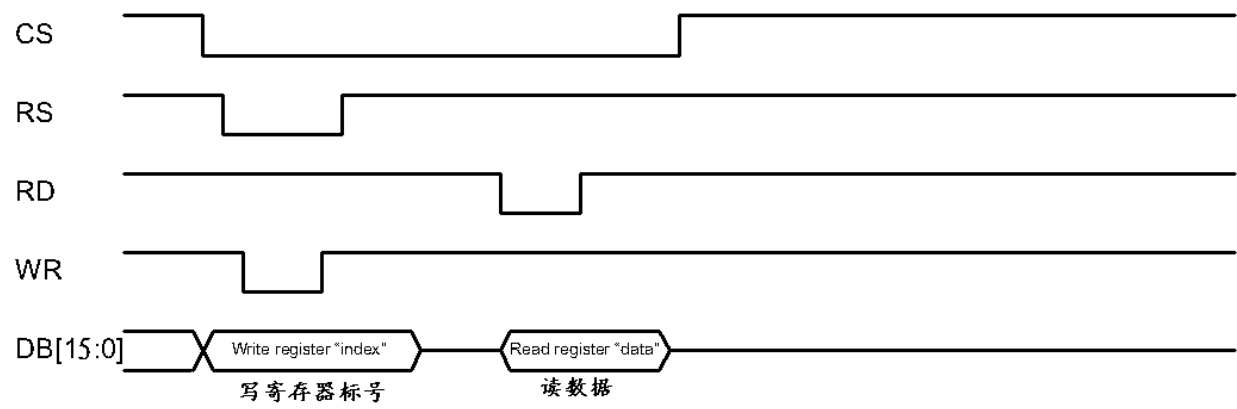 CS
RS
RD
WR
DB[15:0]
Write register "index"
Read register "data"
写寄存器标号
读数据